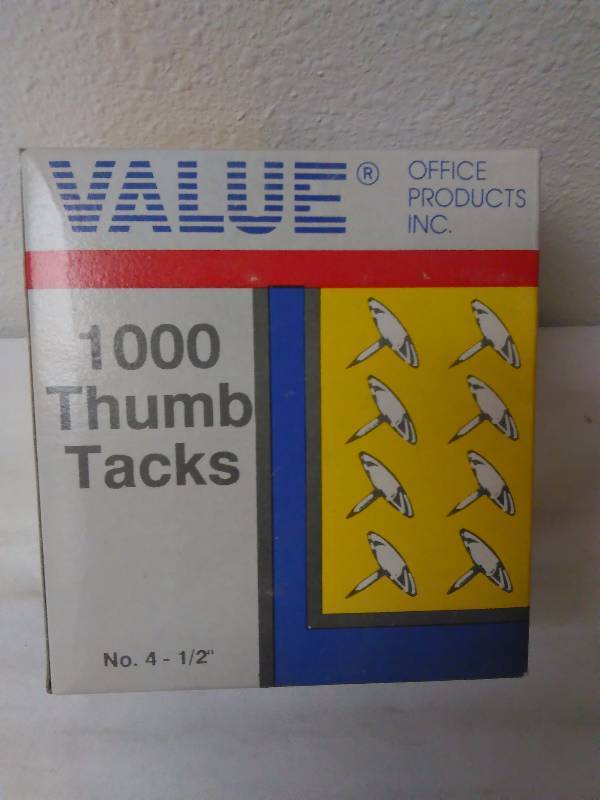 VALUE®
OFFICE
PRODUCTS
INC.
1000
Thumb
Tacks
No. 4 - 1/2"